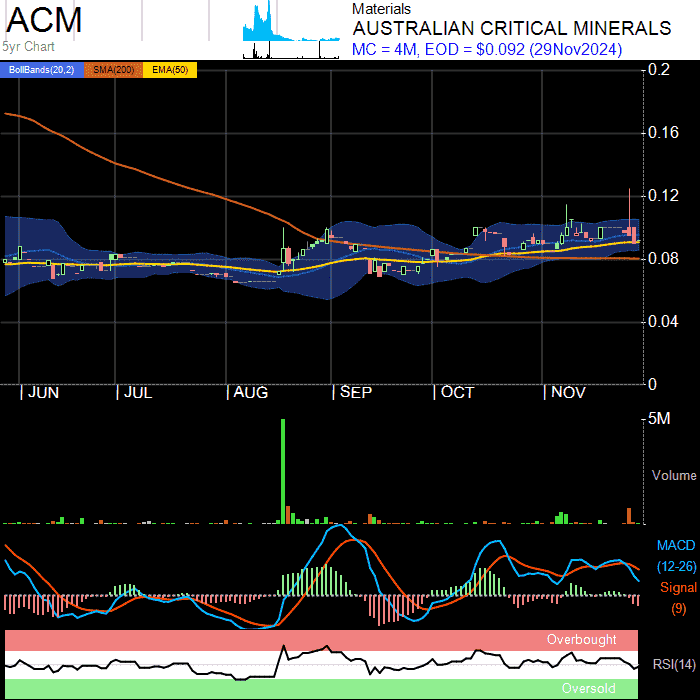 ACM
5yr Chart
Materials
AUSTRALIAN CRITICAL MINERALS
MC = 4M, EOD = $0.092 (29Nov2024)
BollBands(20,2) SMA(200) EMA(50)
0.2
0.16
0.12
0.08
0.04
0
JUN JUL AUG SEP OCT NOV
5M
Volume
MACD
(12-26)
Signal
(9)
Overbought
RSI(14)
Oversold